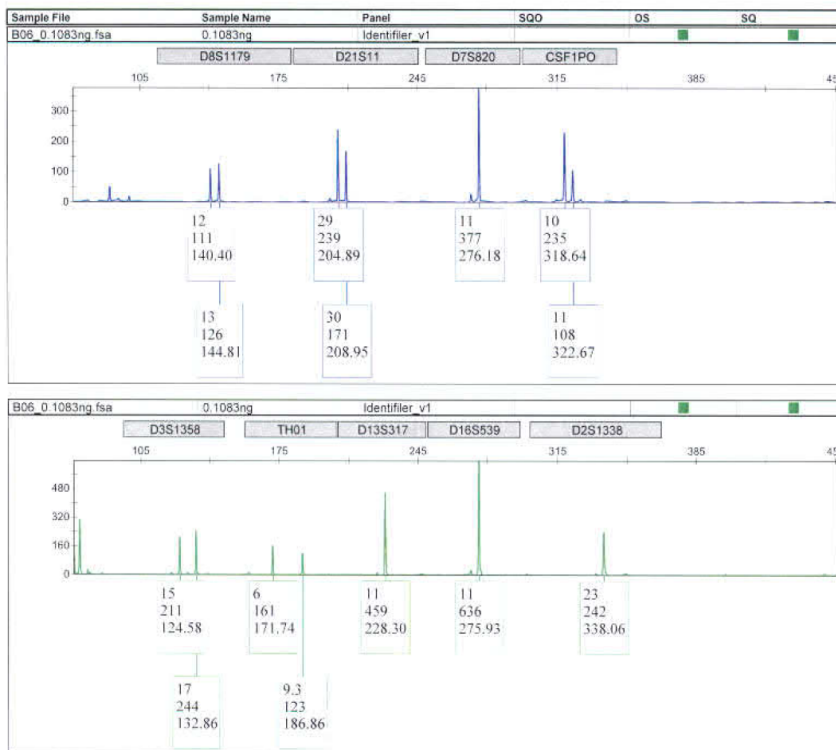 Sample File Sample Name Panel SQO OS SQ
B06_0.1083ng.fsa 0.1083ng Identifiler_v1
D8S1179 D21S11 D7S820 CSF1PO
105 175 245 315 385 45
300
200
100
0
12 29 11 10
111 239 377 235
140.40 204.89 276.18 318.64
13 30 11
126 171 108
144.81 208.95 322.67
B06_0.1083ng.fsa 0.1083ng Identifiler_v1
D3S1358 TH01 D13S317 D16S539 D2S1338
105 175 245 315 385 45
480
320
160
0
15 6 11 11 23
211 161 459 636 242
124.58 171.74 228.30 275.93 338.06
17 9.3
244 123
132.86 186.86